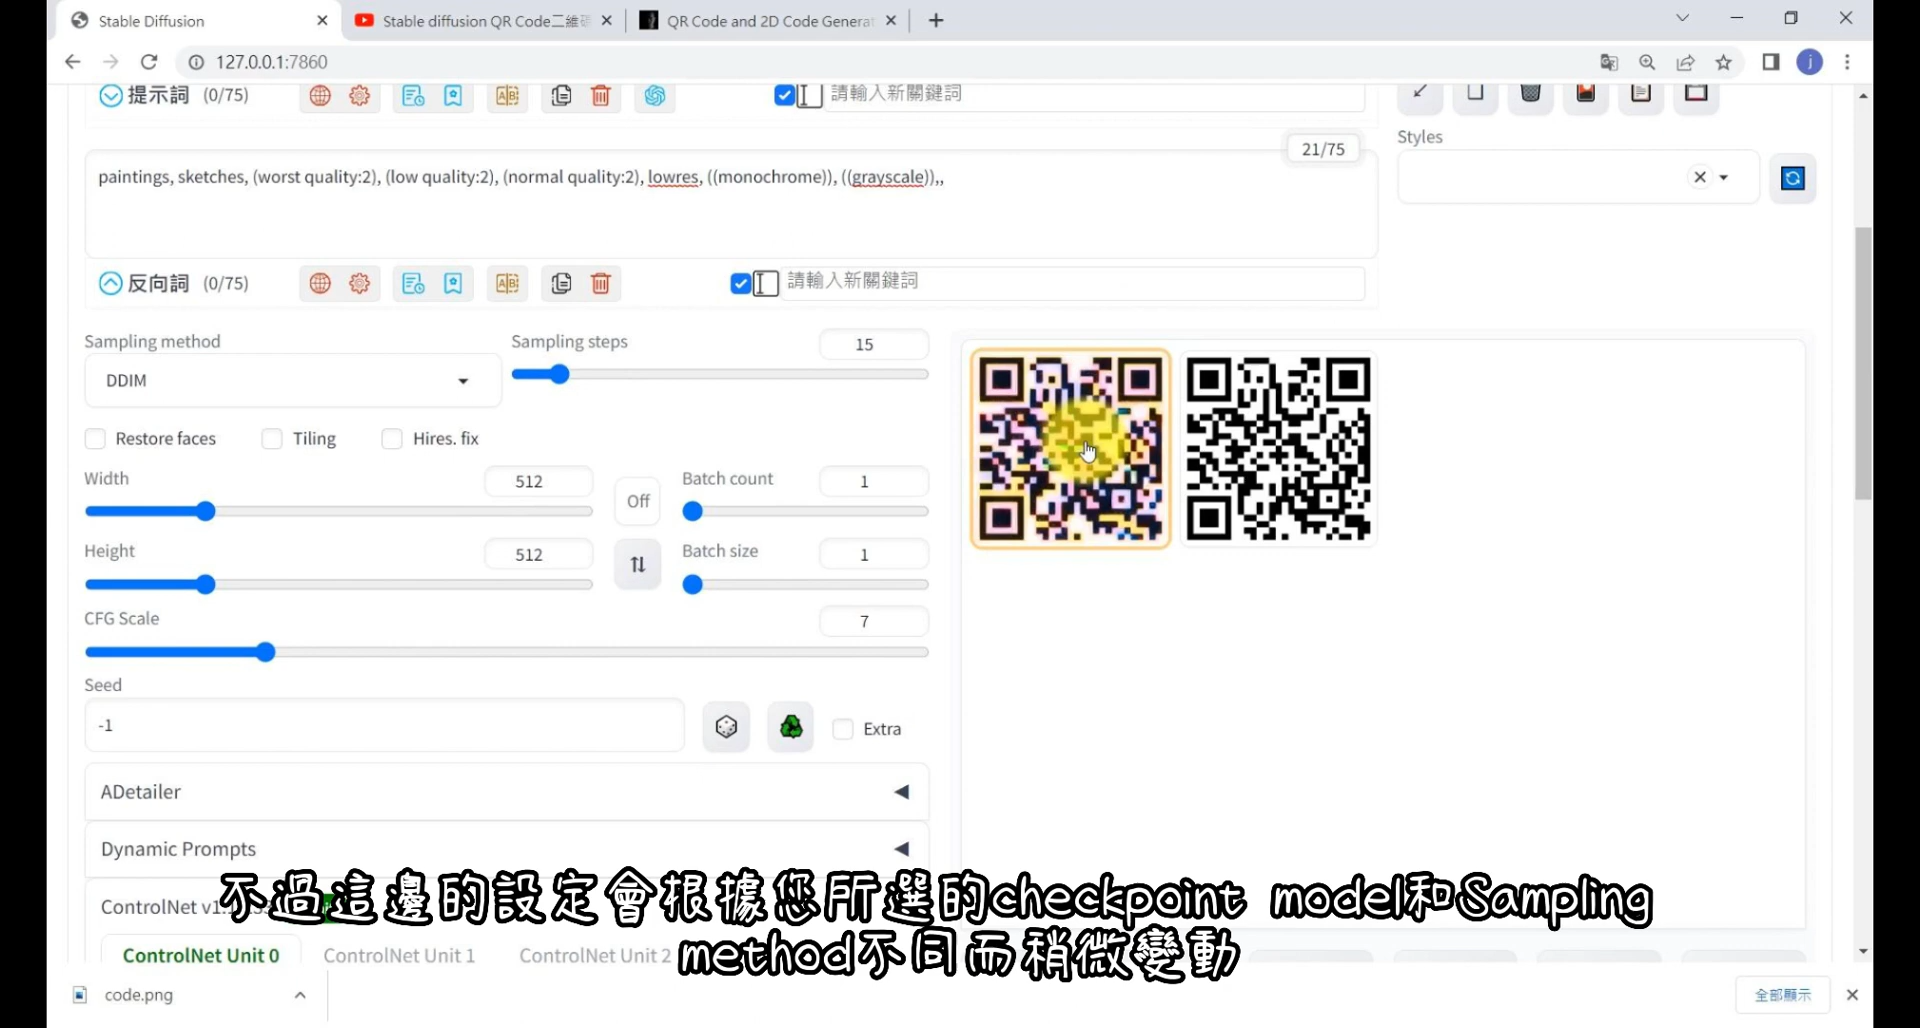 Stable Diffusion
Stable diffusion QR Code二維碼
QR Code and 2D Code Generat
127.0.0.1:7860
提示詞 (0/75)
請輸入新關鍵詞
Styles
21/75
paintings, sketches, (worst quality:2), (low quality:2), (normal quality:2), lowres, ((monochrome)), ((grayscale)),,
反向詞 (0/75)
請輸入新關鍵詞
Sampling method
Sampling steps
15
DDIM
Restore faces
Tiling
Hires. fix
Width
512
Off
Batch count
1
Height
512
Batch size
1
CFG Scale
7
Seed
-1
Extra
ADetailer
Dynamic Prompts
ControlNet v1.
不過這邊的設定會根據您所選的checkpoint model和Sampling
method不同而稍微變動
ControlNet Unit 0
ControlNet Unit 1
ControlNet Unit 2
code.png
全部顯示